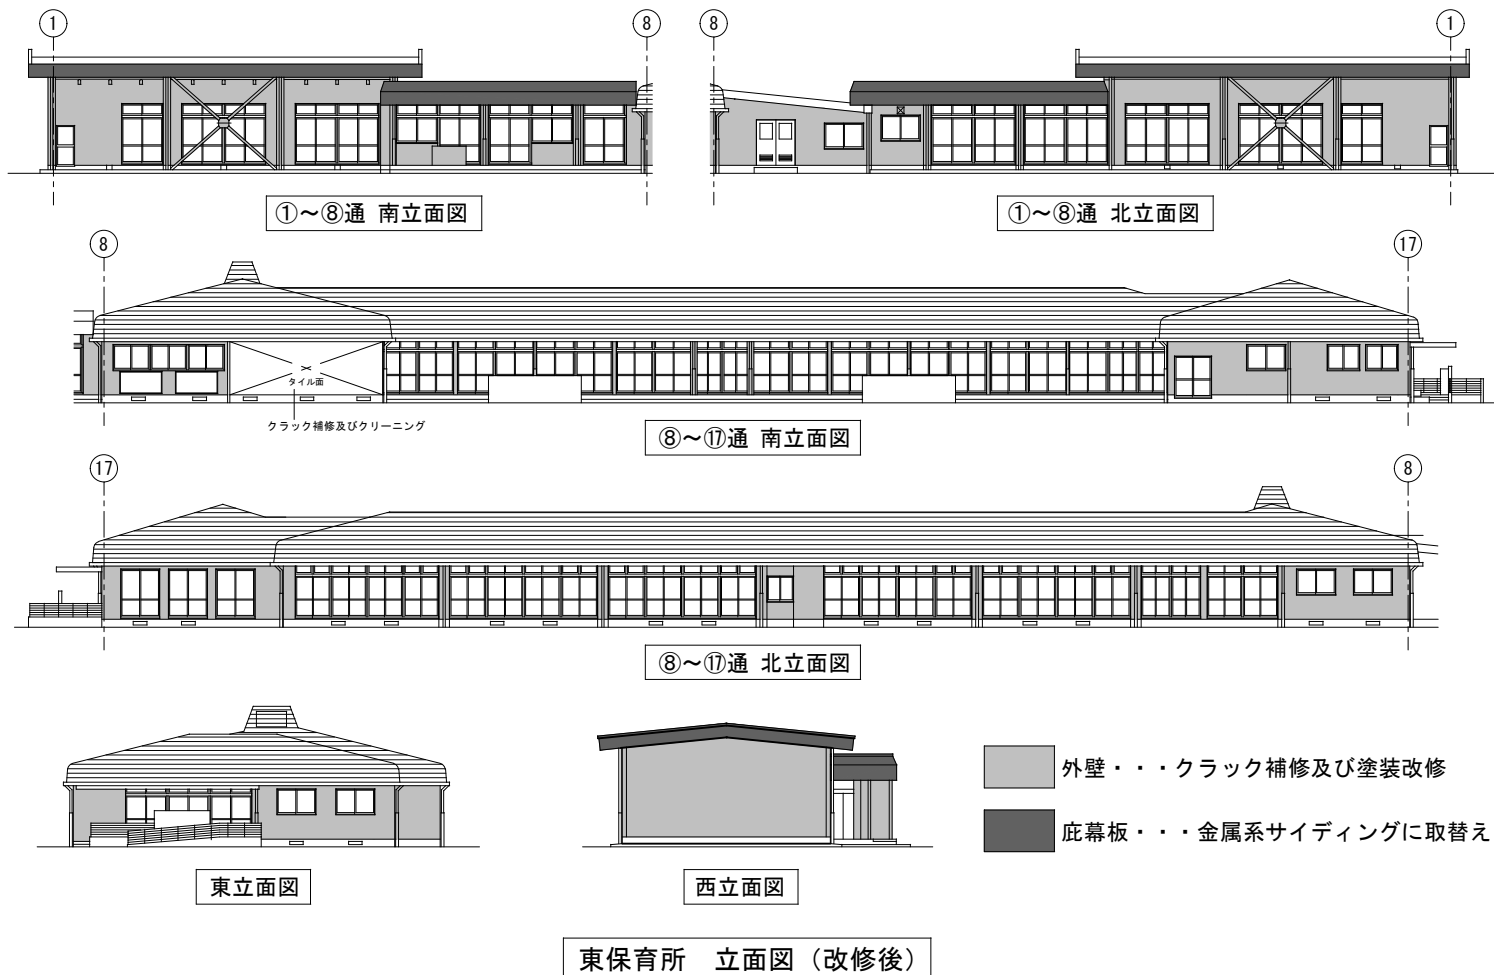 1
8
8
1
①～⑧通 南立面図
①～⑧通 北立面図
8
17
タイル面
クラック補修及びクリーニング
⑧～⑰通 南立面図
17
8
⑧～⑰通 北立面図
外壁・・・クラック補修及び塗装改修
庇幕板・・・金属系サイディングに取替え
東立面図
西立面図
東保育所 立面図（改修後）